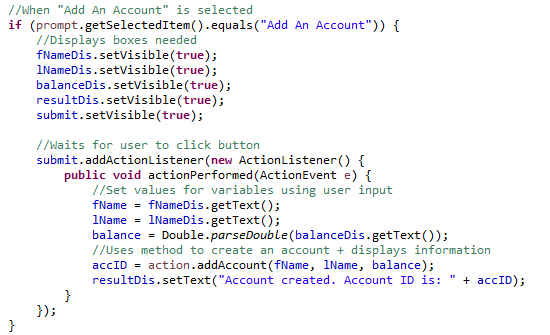 //When "Add An Account" is selected
if (prompt.getSelectedItem().equals("Add An Account")) {
    //Displays boxes needed
    fNameDis.setVisible(true);
    lNameDis.setVisible(true);
    balanceDis.setVisible(true);
    resultDis.setVisible(true);
    submit.setVisible(true);

    //Waits for user to click button
    submit.addActionListener(new ActionListener() {
        public void actionPerformed(ActionEvent e) {
            //Set values for variables using user input
            fName = fNameDis.getText();
            lName = lNameDis.getText();
            balance = Double.parseDouble(balanceDis.getText());
            //Uses method to create an account + displays information
            accID = action.addAccount(fName, lName, balance);
            resultDis.setText("Account created. Account ID is: " + accID);
        }
    });
}